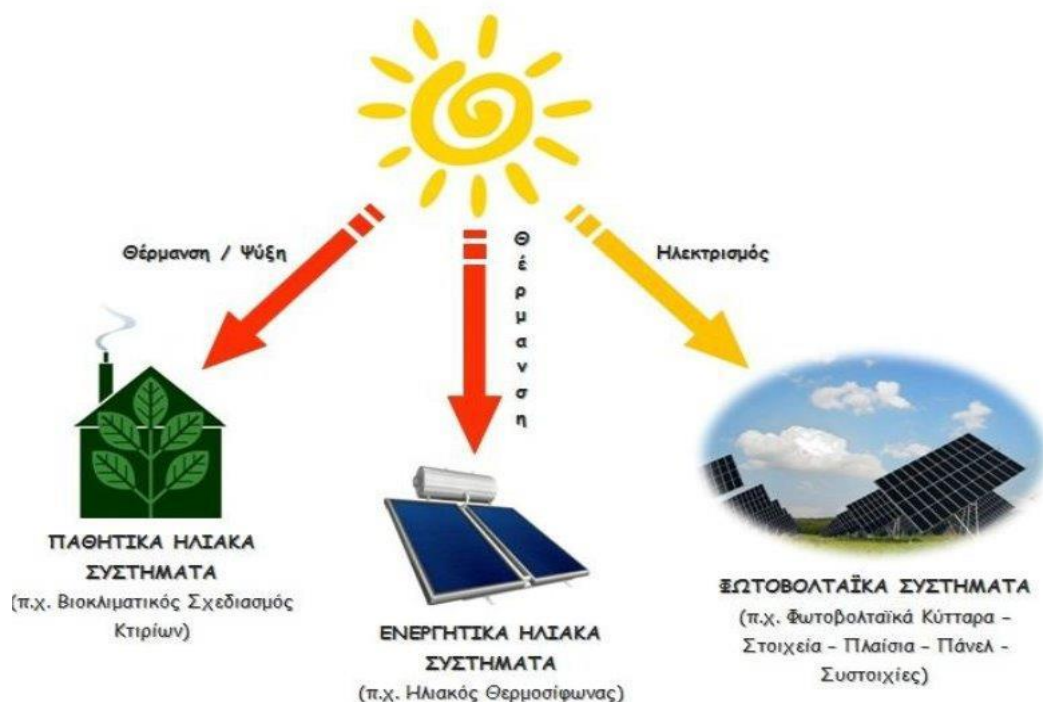 Θέρμανση / Ψύξη
Θέρμανση
Ηλεκτρισμός
ΠΑΘΗΤΙΚΑ ΗΛΙΑΚΑ
ΣΥΣΤΗΜΑΤΑ
(π.χ. Βιοκλιματικός Σχεδιασμός
Κτιρίων)
ΕΝΕΡΓΗΤΙΚΑ ΗΛΙΑΚΑ
ΣΥΣΤΗΜΑΤΑ
(π.χ. Ηλιακός Θερμοσίφωνας)
ΦΩΤΟΒΟΛΤΑΪΚΑ ΣΥΣΤΗΜΑΤΑ
(π.χ. Φωτοβολταϊκά Κύτταρα –
Στοιχεία – Πλαίσια – Πάνελ –
Συστοιχίες)